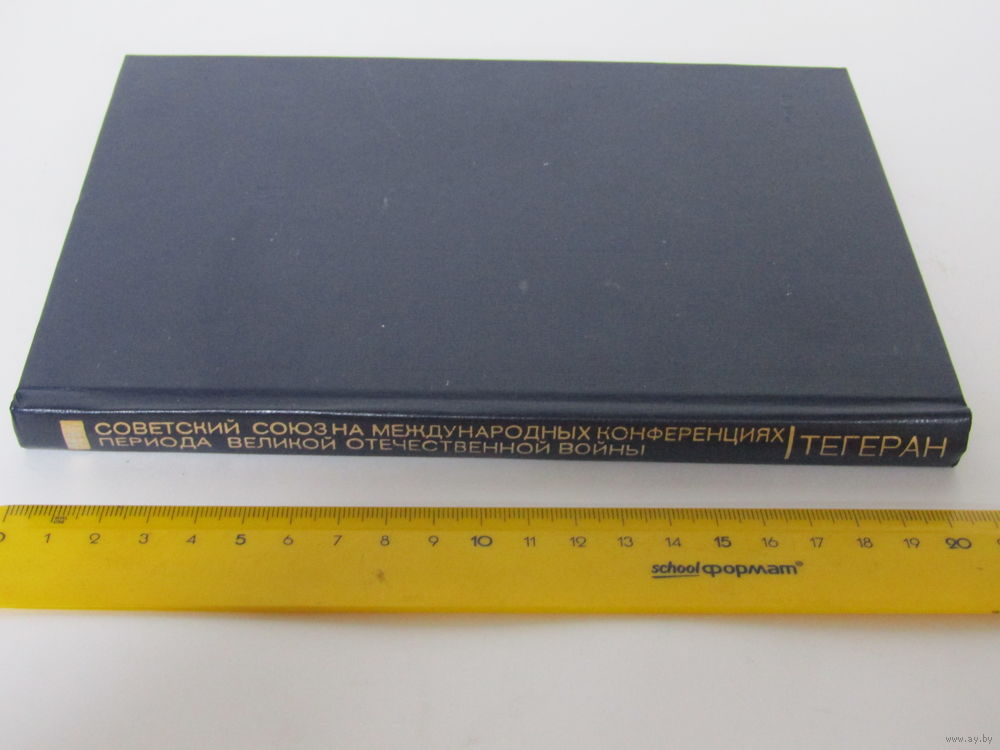 СОВЕТСКИЙ СОЮЗ НА МЕЖДУНАРОДНЫХ КОНФЕРЕНЦИЯХ
ПЕРИОДА ВЕЛИКОЙ ОТЕЧЕСТВЕННОЙ ВОЙНЫ
ТЕГЕРАН
0 1 2 3 4 5 6 7 8 9 10 11 12 13 14 15 16 17 18 19 20
school формат®
www.ay.by